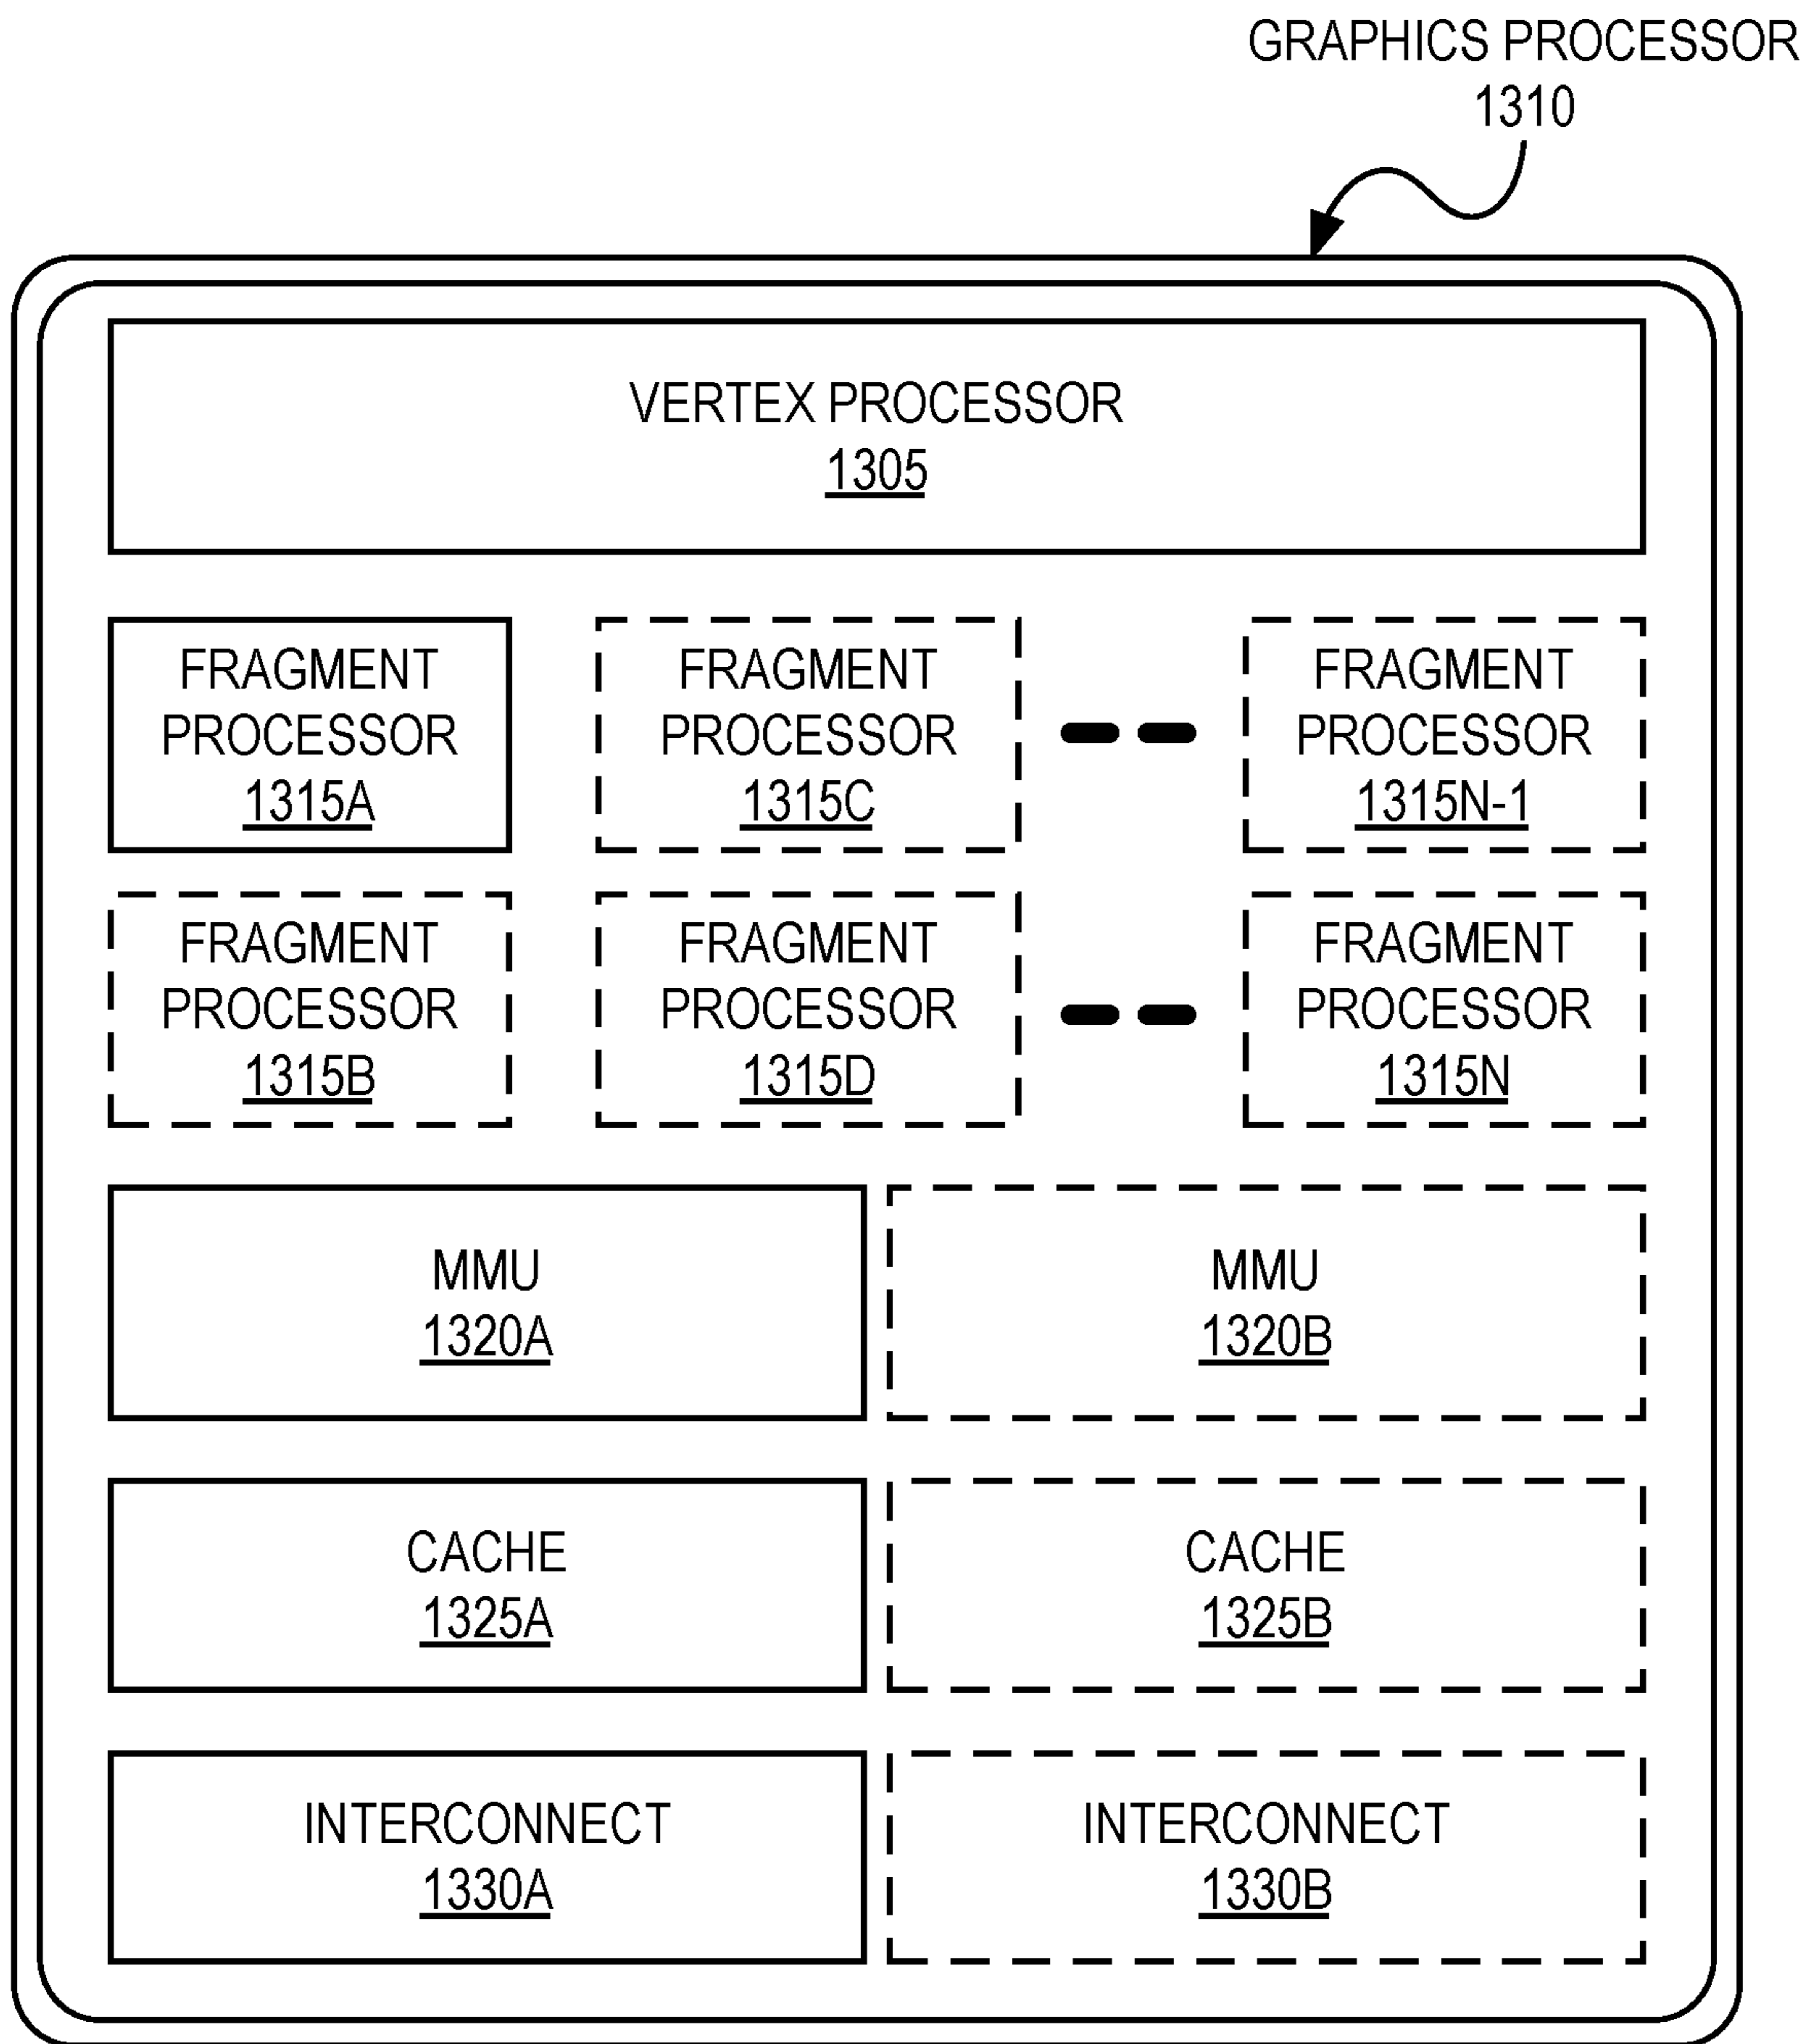 GRAPHICS PROCESSOR
1310
VERTEX PROCESSOR
1305
FRAGMENT
PROCESSOR
1315A
FRAGMENT
PROCESSOR
1315C
FRAGMENT
PROCESSOR
1315N-1
FRAGMENT
PROCESSOR
1315B
FRAGMENT
PROCESSOR
1315D
FRAGMENT
PROCESSOR
1315N
MMU
1320A
MMU
1320B
CACHE
1325A
CACHE
1325B
INTERCONNECT
1330A
INTERCONNECT
1330B